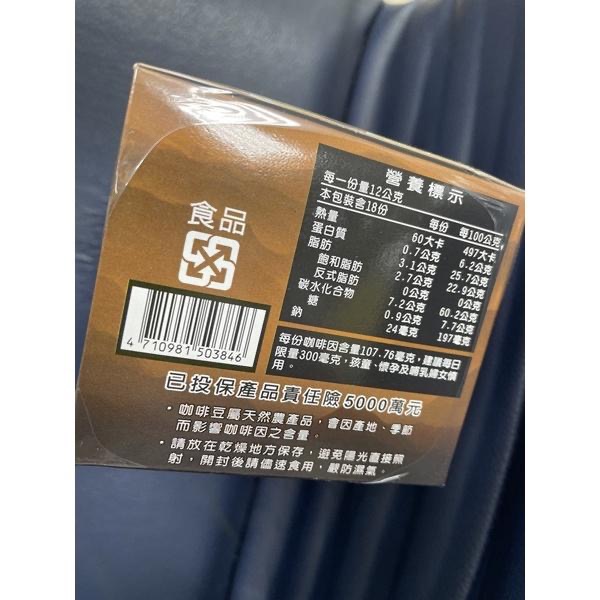 食品
4 710981 503846
營養標示
每一份量12公克
本包裝含18份
每份 每100公克
熱量 60大卡 497大卡
蛋白質 0.7公克 6.2公克
脂肪 3.1公克 25.7公克
飽和脂肪 2.7公克 22.9公克
反式脂肪 0公克 0公克
碳水化合物 7.2公克 60.2公克
糖 0.9公克 7.7公克
鈉 24毫克 197毫克
每份咖啡因含量107.76毫克，建議每日
限量300毫克，孩童、懷孕及哺乳婦女慎
用。
已投保產品責任險5000萬元
• 咖啡豆屬天然農產品，會因產地、季節
而影響咖啡因之含量。
• 請放在乾燥地方保存，避免陽光直接照
射，開封後請儘速食用，嚴防濕氣。